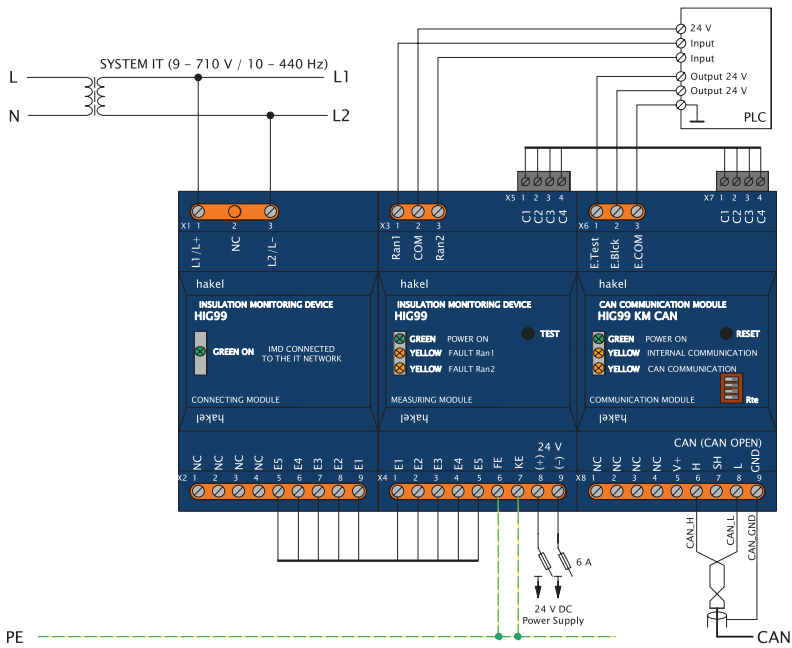 24 V
Input
Input
Output 24 V
Output 24 V
PLC
SYSTEM IT (9 – 710 V / 10 – 440 Hz)
L
L1
N
L2
X5 1 2 3 4
C1 C2 C3 C4
X7 1 2 3 4
C1 C2 C3 C4
X1 1 2 3
L1/L+ NC L2/L-
X3 1 2 3
Ran1 COM Ran2
X6 1 2 3
E.Test E.Blck E.COM
hakel
INSULATION MONITORING DEVICE
HIG99
GREEN ON
IMD CONNECTED
TO THE IT NETWORK
CONNECTING MODULE
hakel
hakel
INSULATION MONITORING DEVICE
HIG99
TEST
GREEN POWER ON
YELLOW FAULT Ran1
YELLOW FAULT Ran2
MEASURING MODULE
hakel
hakel
CAN COMMUNICATION MODULE
HIG99 KM CAN
RESET
GREEN POWER ON
YELLOW INTERNAL COMMUNICATION
YELLOW CAN COMMUNICATION
Rte
COMMUNICATION MODULE
hakel
NC NC NC NC E5 E4 E3 E2 E1
X2 1 2 3 4 5 6 7 8 9
24 V
E1 E2 E3 E4 E5 FE KE (+) (-)
X4 1 2 3 4 5 6 7 8 9
CAN (CAN OPEN)
NC NC NC NC V+ H SH L GND
X8 1 2 3 4 5 6 7 8 9
CAN_H
CAN_L
CAN_GND
6 A
24 V DC
Power Supply
PE
CAN